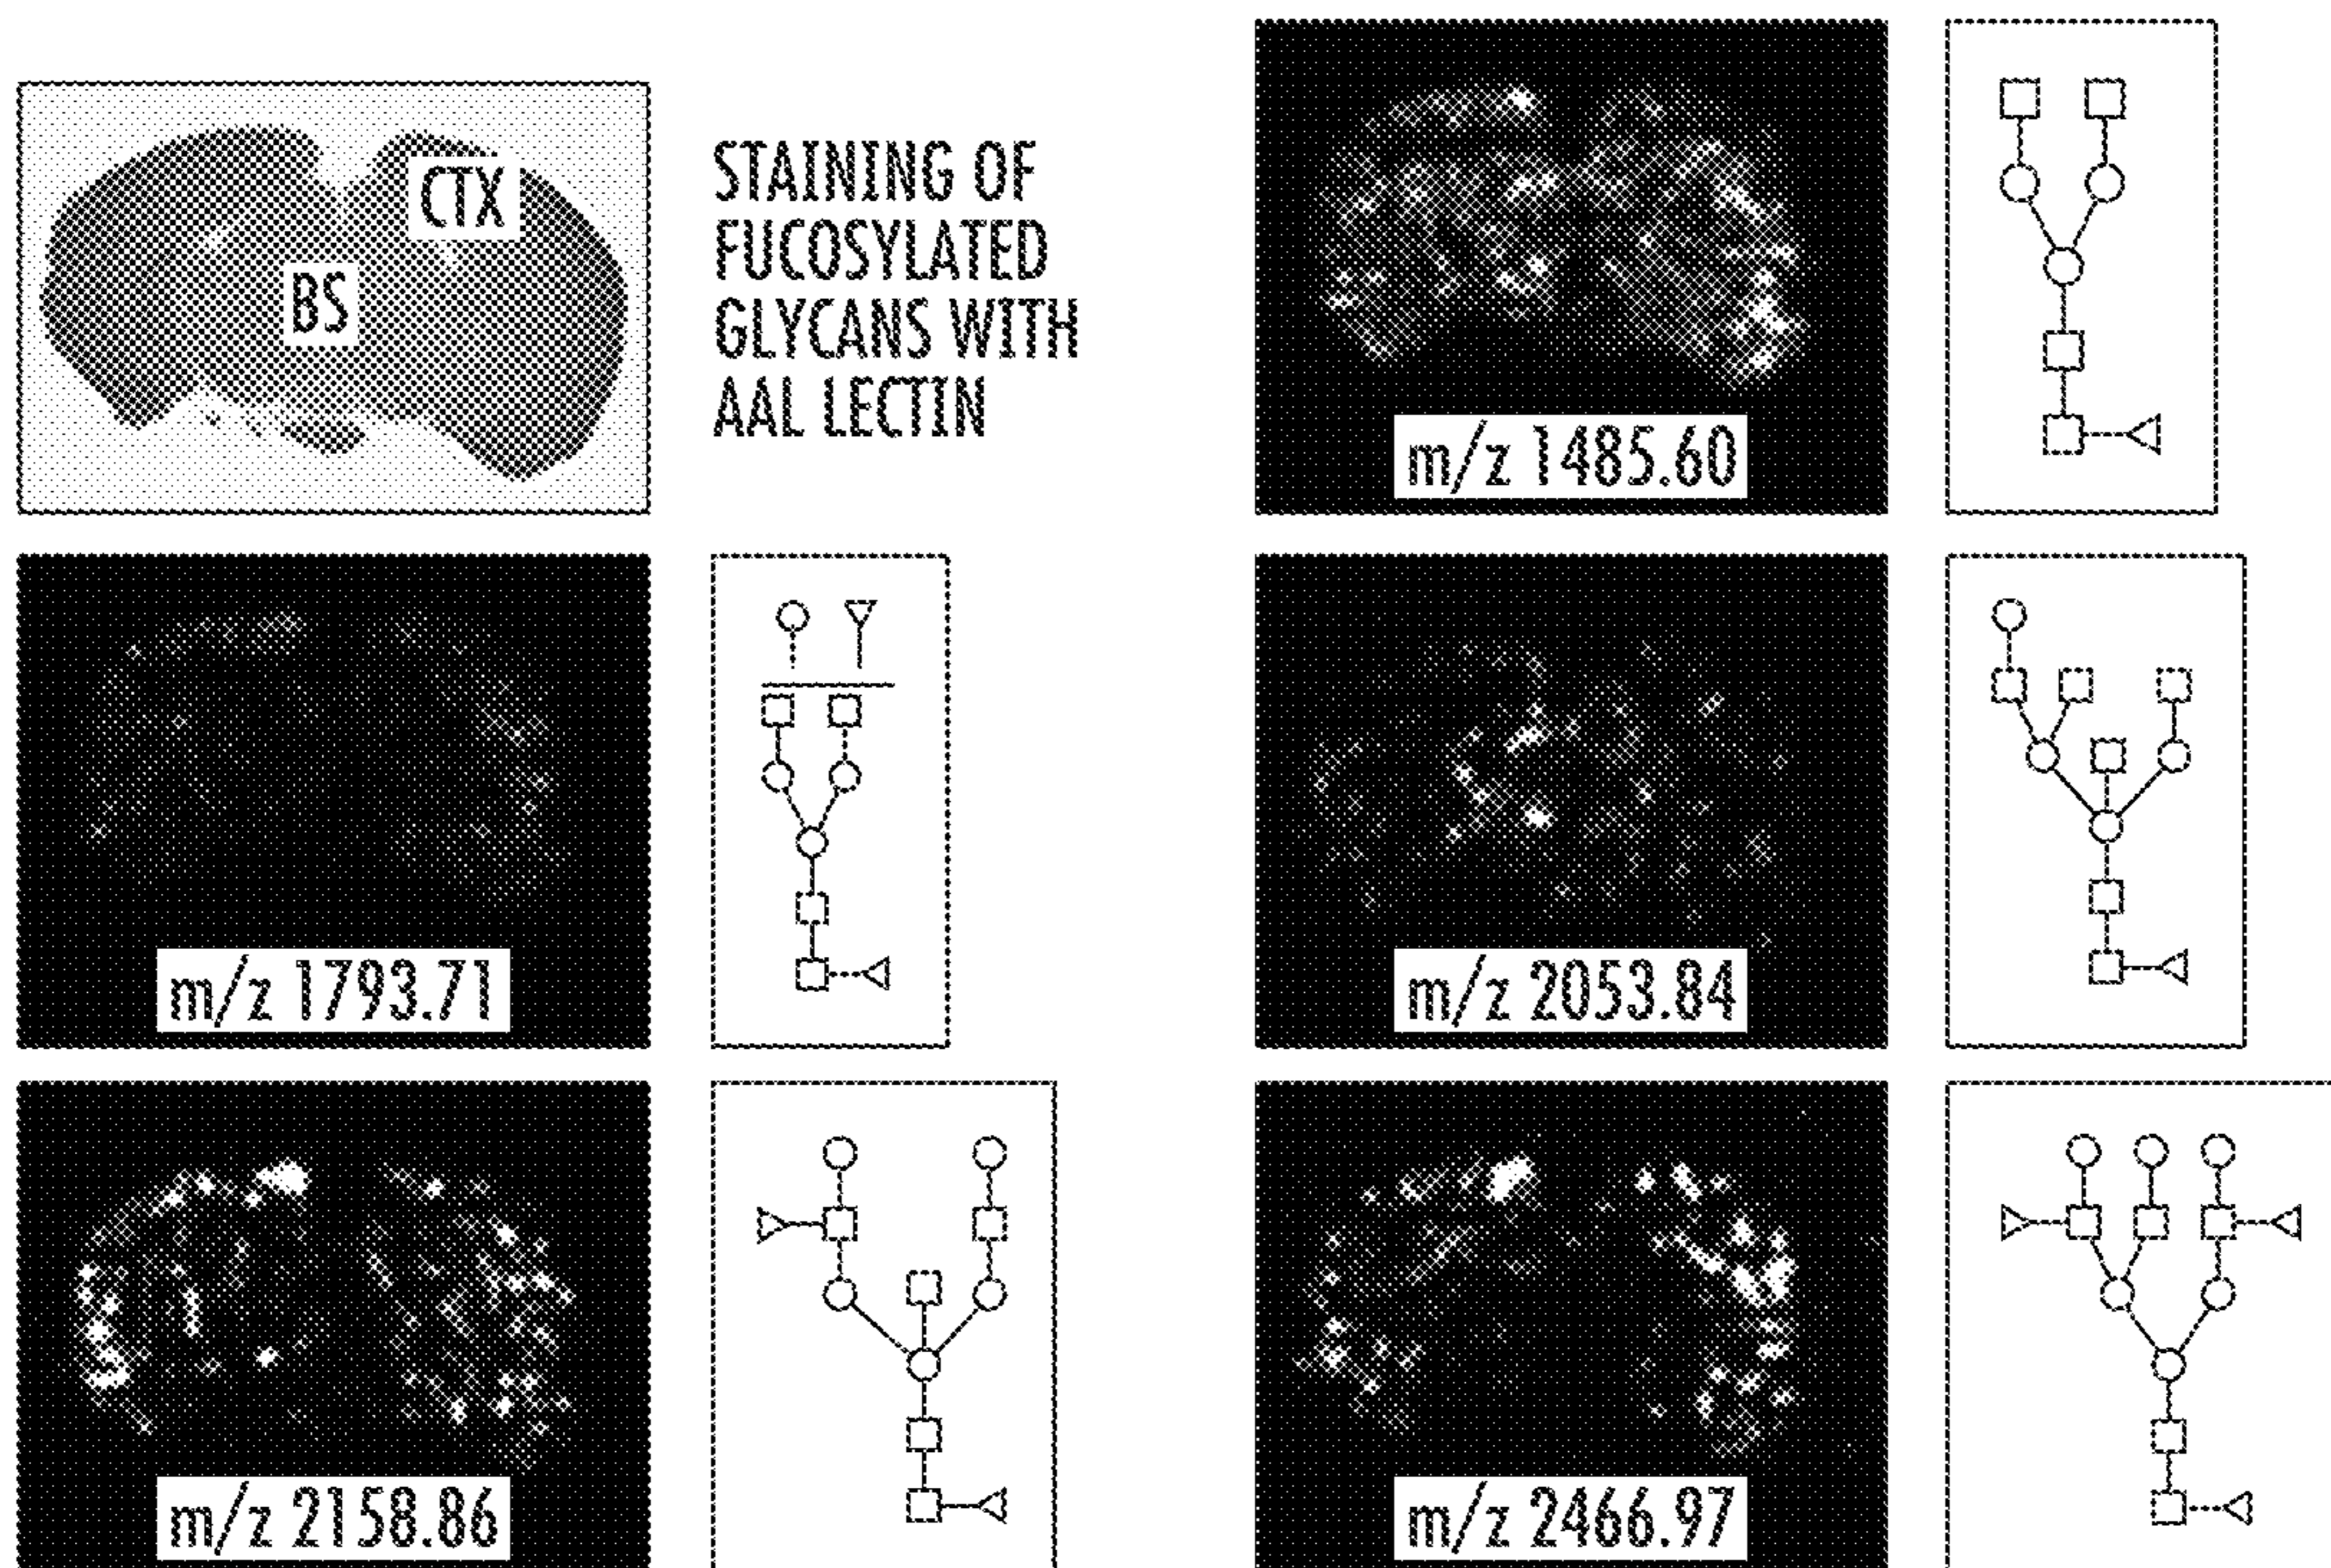 CTX
BS
STAINING OF
FUCOSYLATED
GLYCANS WITH
AAL LECTIN
m/z 1485.60
m/z 1793.71
m/z 2053.84
m/z 2158.86
m/z 2466.97